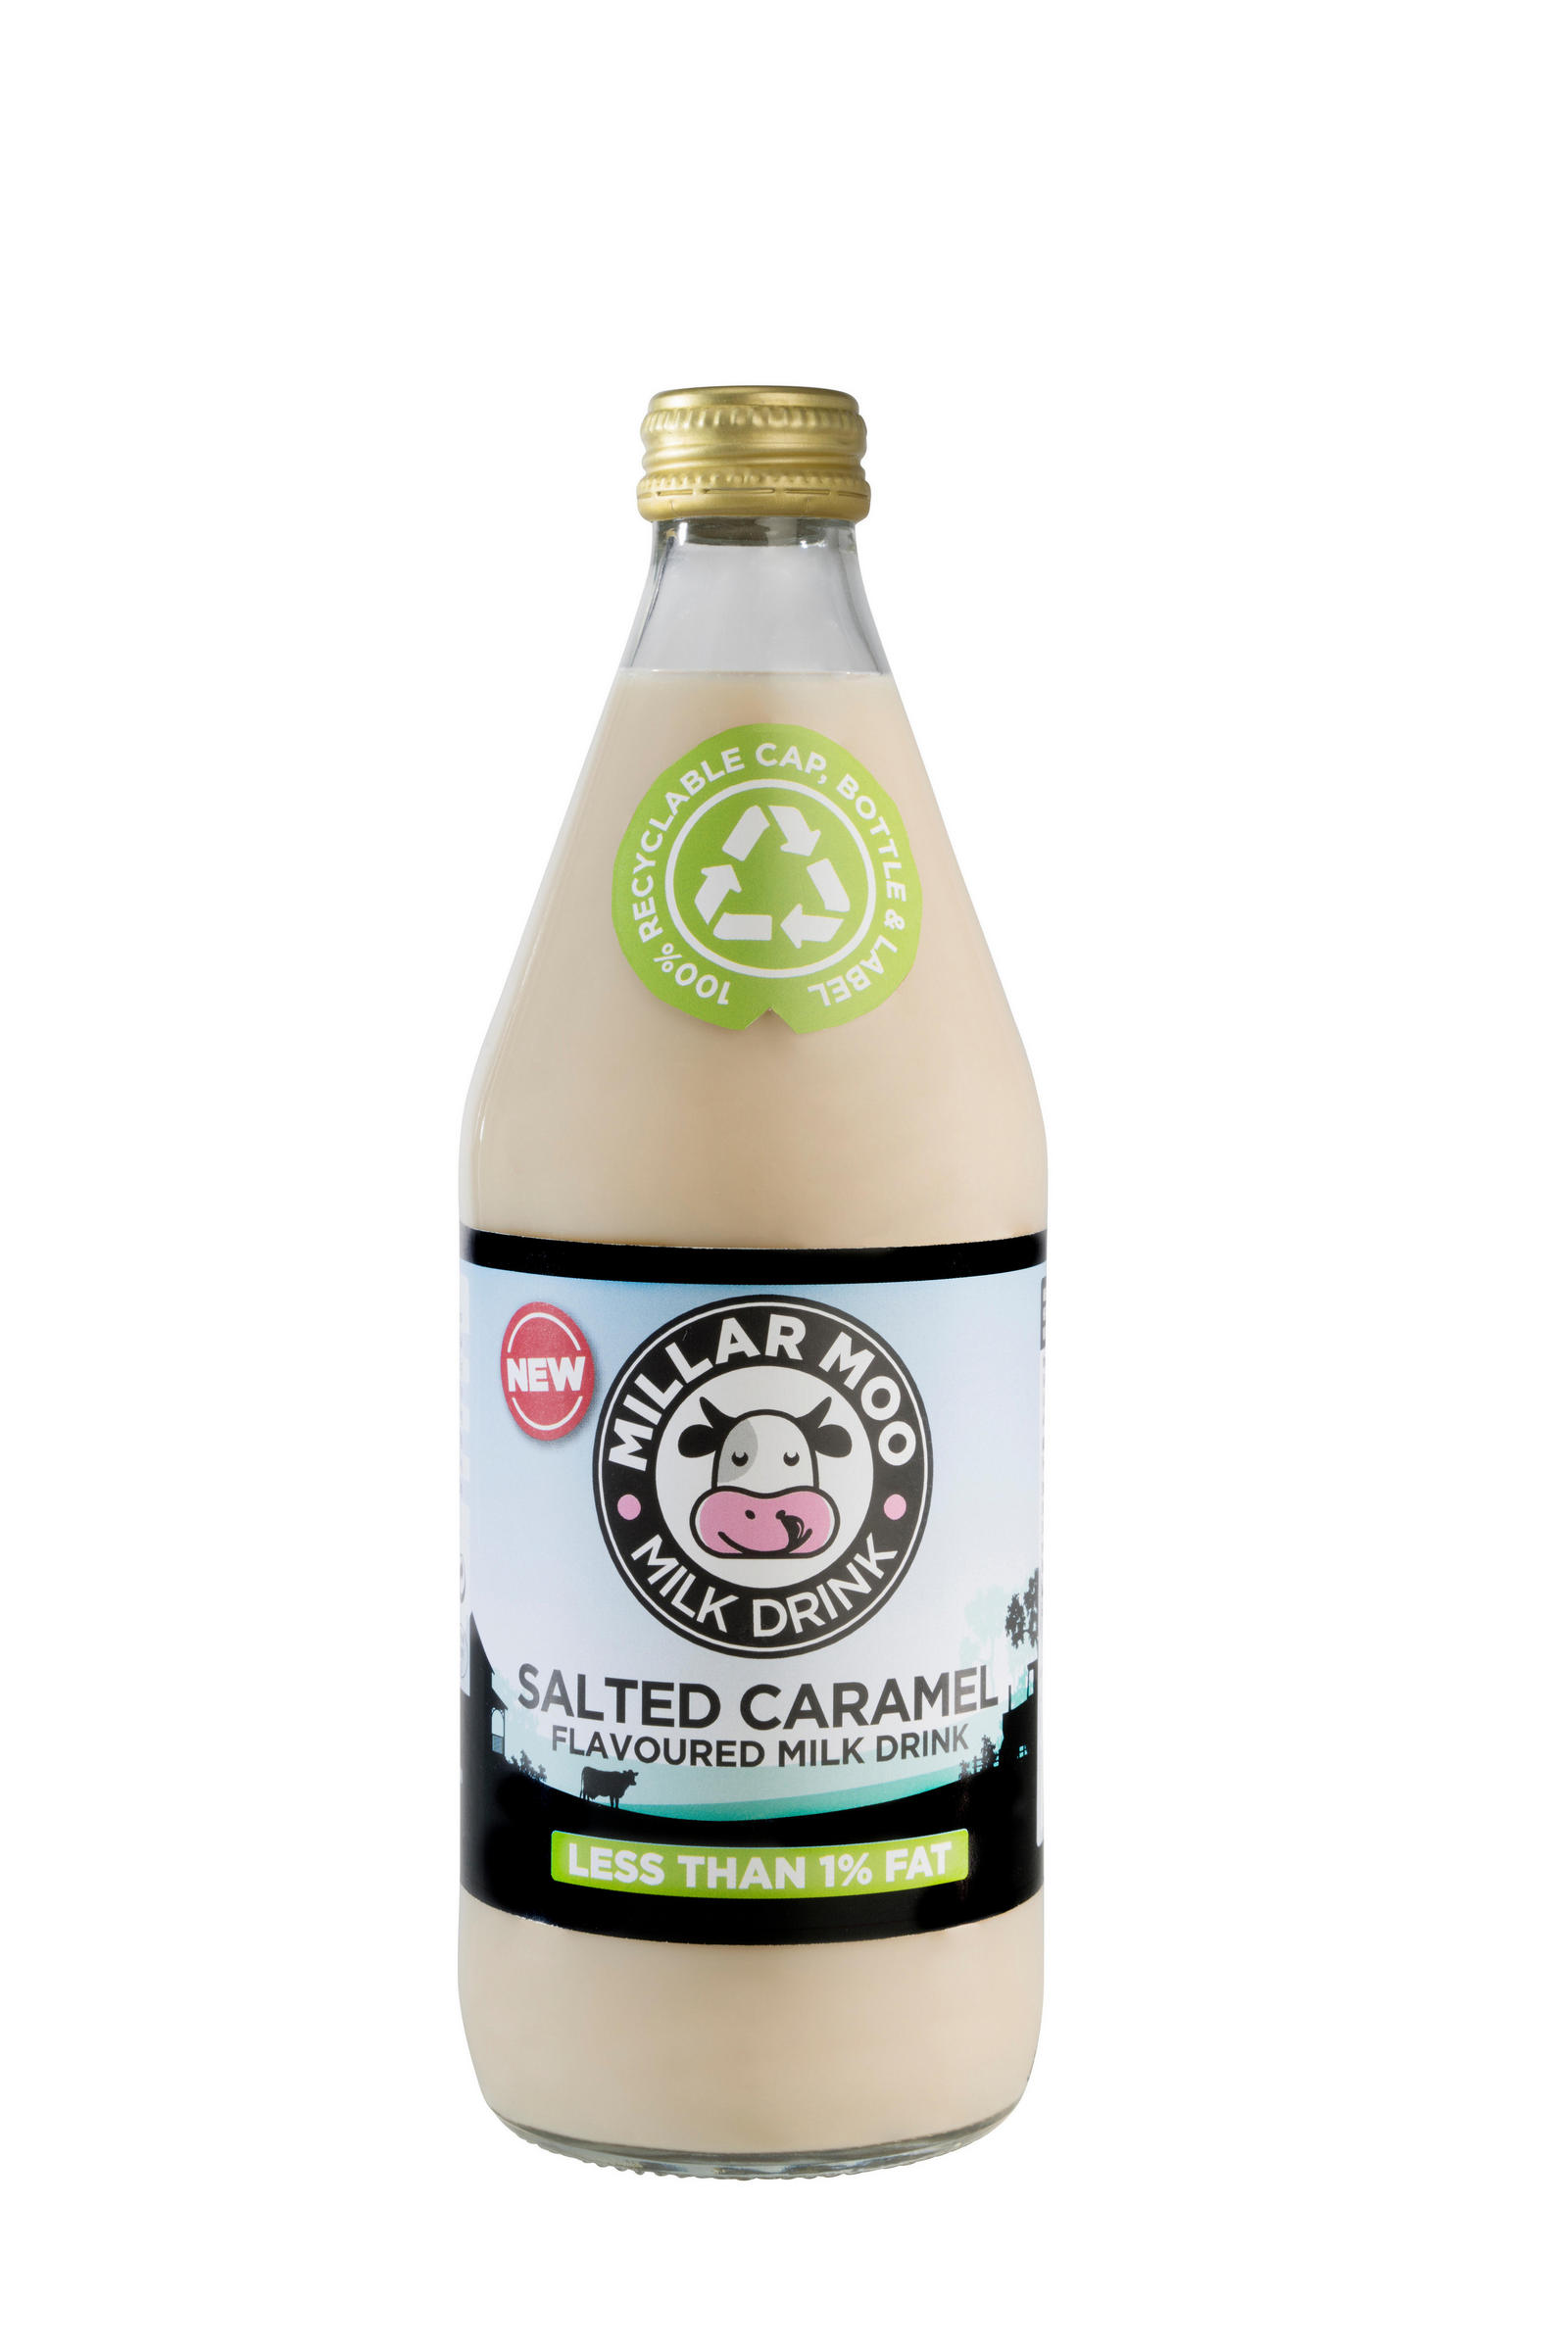 100% RECYCLABLE CAP, BOTTLE & LABEL
NEW
MILLAR MOO
MILK DRINK
SALTED CARAMEL
FLAVOURED MILK DRINK
LESS THAN 1% FAT